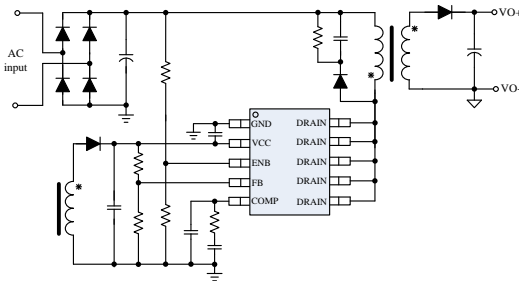 VO+
AC
input
VO-
GND DRAIN
VCC DRAIN
ENB DRAIN
FB DRAIN
COMP DRAIN